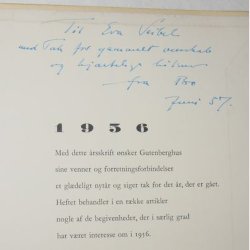 Til Eva Seibel
med Tak for gammelt venskab
og hjertelig hilsen
fra Bro
Juni 57.
1956
Med dette årsskrift ønsker Gutenberghus
sine venner og forretningsforbindelser
et glædeligt nytår og siger tak for det år, der er gået.
Heftet behandler i en række artikler
nogle af de begivenheder, der i særlig grad
har været interesse om i 1956.